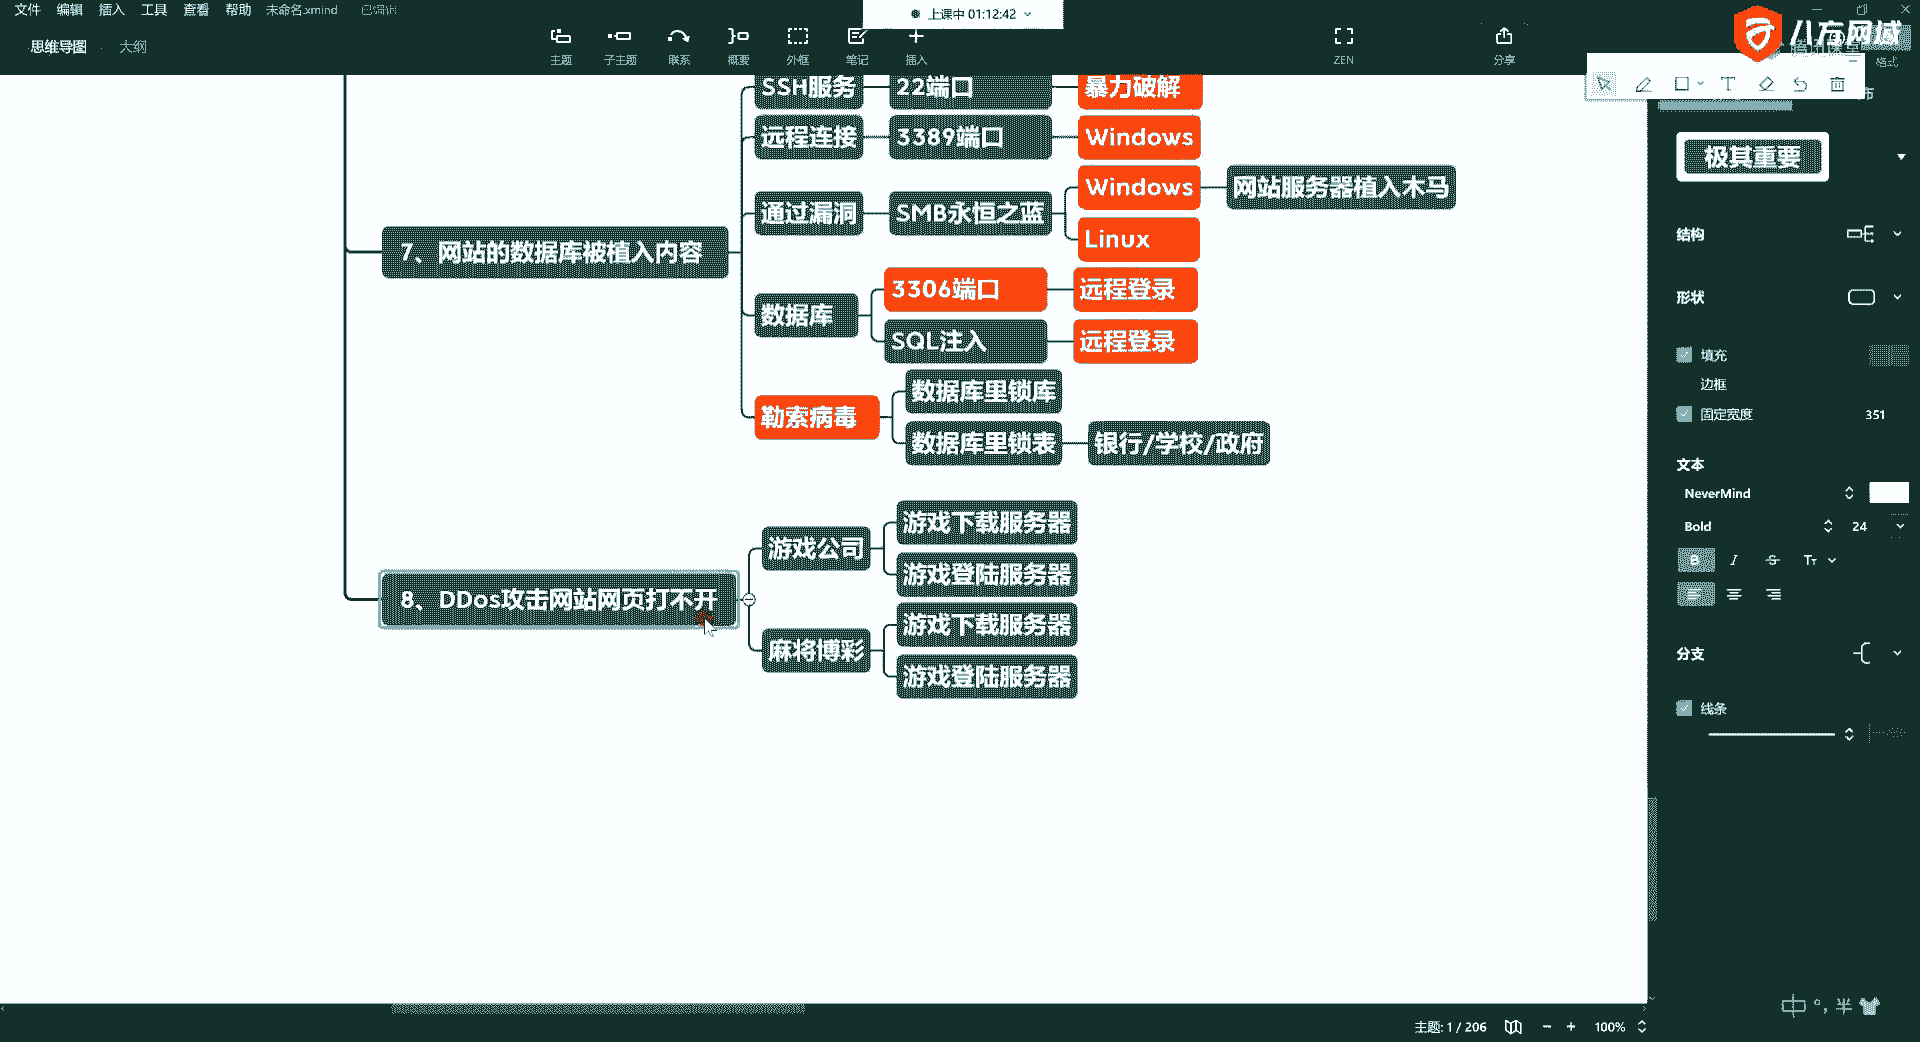 文件 编辑 插入 工具 查看 帮助 未命名.xmind 已编辑
上课中 01:12:42
八方网域
腾讯课堂
思维导图 大纲
主题 子主题 联系 概要 外框 笔记 插入 ZEN 分享 格式
SSH服务 22端口 暴力破解
远程连接 3389端口 Windows
通过漏洞 SMB永恒之蓝 Windows 网站服务器植入木马
Linux
7、网站的数据库被植入内容
数据库 3306端口 远程登录
SQL注入 远程登录
勒索病毒 数据库里锁库
数据库里锁表 银行/学校/政府
8、DDos攻击网站网页打不开
游戏公司 游戏下载服务器
游戏登陆服务器
麻将博彩 游戏下载服务器
游戏登陆服务器
极其重要
结构
形状
填充
边框
固定宽度 351
文本
NeverMind
Bold 24
B I S Tт
分支
线条
中 °, 半
主题: 1 / 206 100%